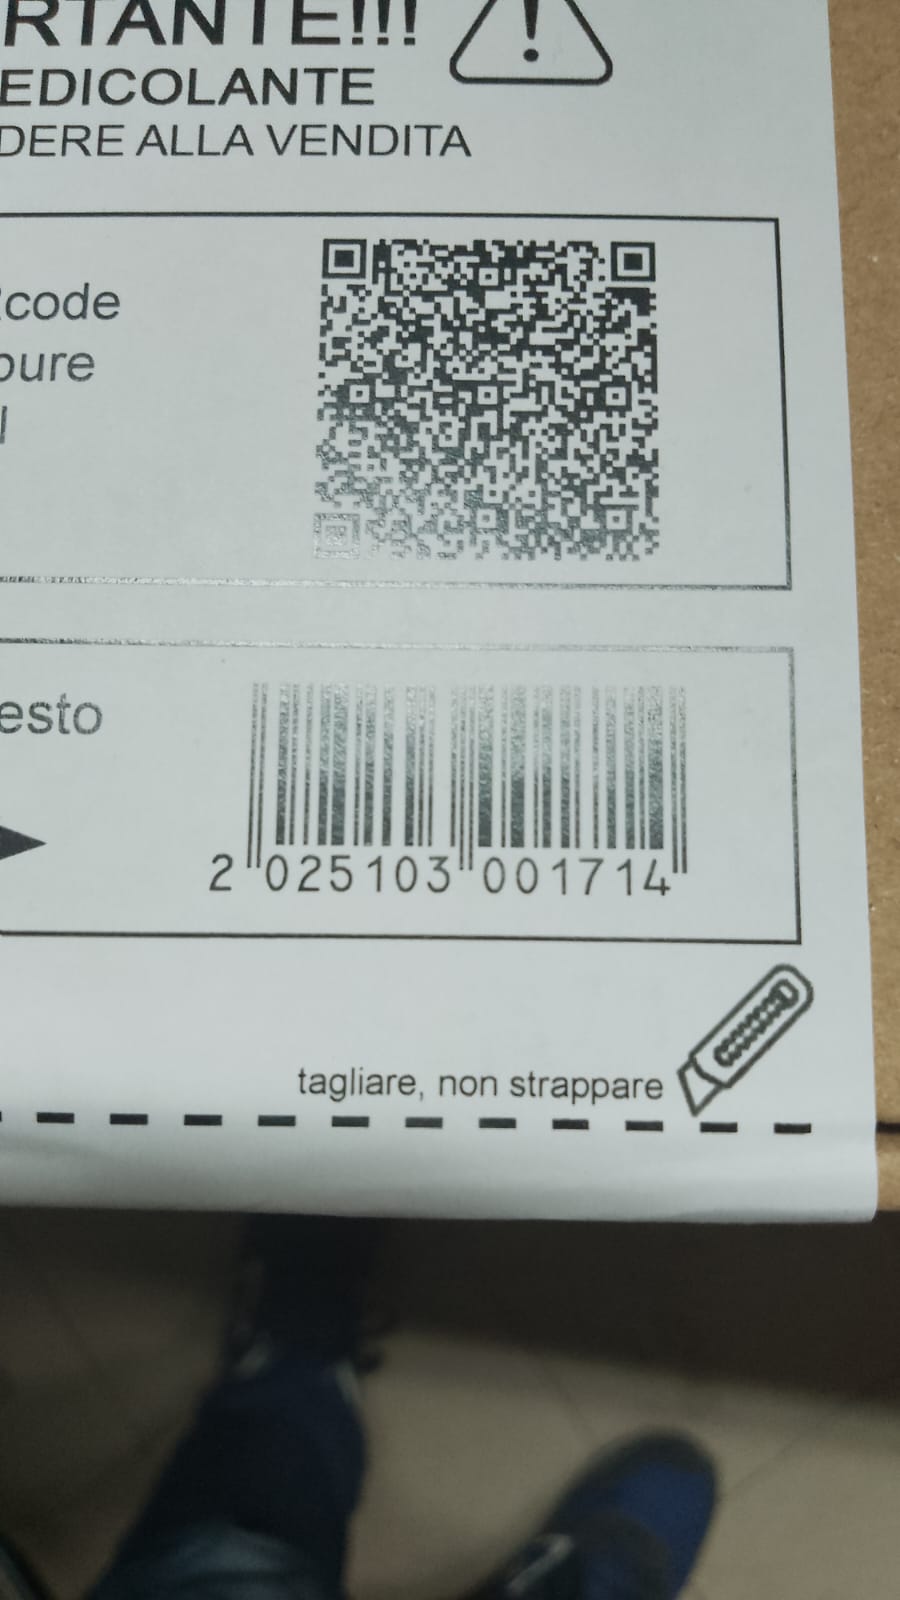 RTANTE!!!
EDICOLANTE
DERE ALLA VENDITA
code
pure
esto
2 025103 001714
tagliare, non strappare